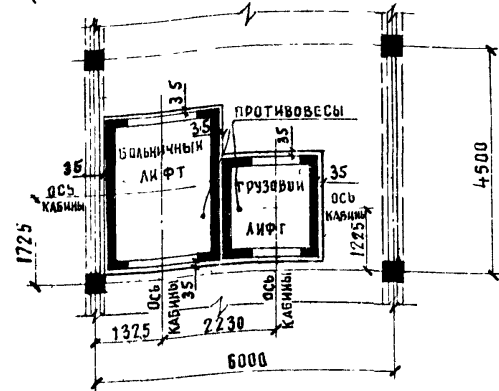 35
ПРОТИВОВЕСЫ
35
35
БОЛЬНИЧНЫЙ
ЛИФТ
35
ОСЬ
КАБИНЫ
ГРУЗОВОЙ
ЛИФТ
35
ОСЬ
КАБИНЫ
4500
1725
1225
ОСЬ
КАБИНЫ
35
ОСЬ
КАБИНЫ
1325
2230
6000